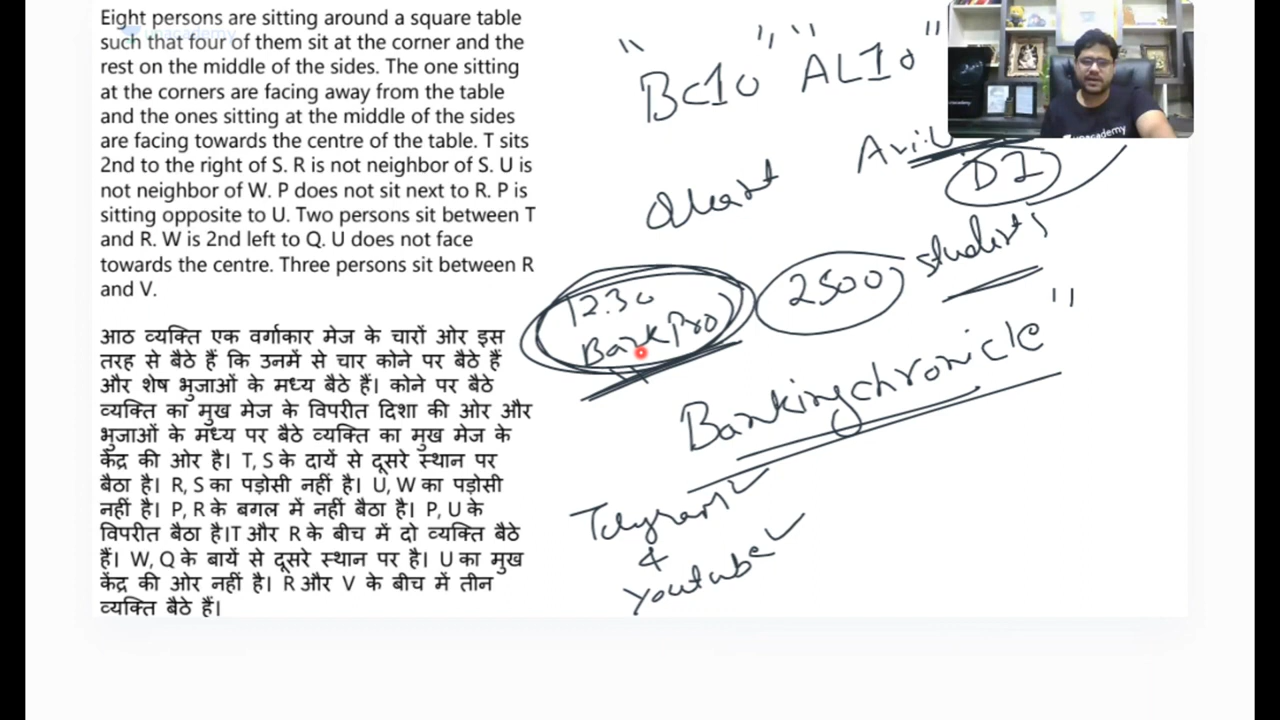 Eight persons are sitting around a square table
such that four of them sit at the corner and the
rest on the middle of the sides. The one sitting
at the corners are facing away from the table
and the ones sitting at the middle of the sides
are facing towards the centre of the table. T sits
2nd to the right of S. R is not neighbor of S. U is
not neighbor of W. P does not sit next to R. P is
sitting opposite to U. Two persons sit between T
and R. W is 2nd left to Q. U does not face
towards the centre. Three persons sit between R
and V.
आठ व्यक्ति एक वर्गाकार मेज के चारों ओर इस
तरह से बैठे हैं कि उनमें से चार कोने पर बैठे हैं
और शेष भुजाओं के मध्य बैठे हैं। कोने पर बैठे
व्यक्ति का मुख मेज के विपरीत दिशा की ओर और
भुजाओं के मध्य पर बैठे व्यक्ति का मुख मेज के
केंद्र की ओर है। T, S के दायें से दूसरे स्थान पर
बैठा है। R, S का पड़ोसी नहीं है। U, W का पड़ोसी
नहीं है। P, R के बगल में नहीं बैठा है। P, U के
विपरीत बैठा है।T और R के बीच में दो व्यक्ति बैठे
हैं। W, Q के बायें से दूसरे स्थान पर है। U का मुख
केंद्र की ओर नहीं है। R और V के बीच में तीन
व्यक्ति बैठे हैं।
"BC10" "AL10"
DI
12.30
BankPro
2500 students
Bankingchronicle"
Telegram
&
Youtube
unacademy
unacademy